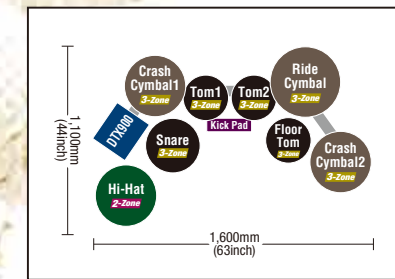 Crash
Cymbal1
3-Zone
Tom1
3-Zone
Tom2
3-Zone
Ride
Cymbal
3-Zone
Kick Pad
DTX900
Snare
3-Zone
Floor
Tom
3-Zone
Crash
Cymbal2
3-Zone
Hi-Hat
2-Zone
1,100mm
(44inch)
1,600mm
(63inch)